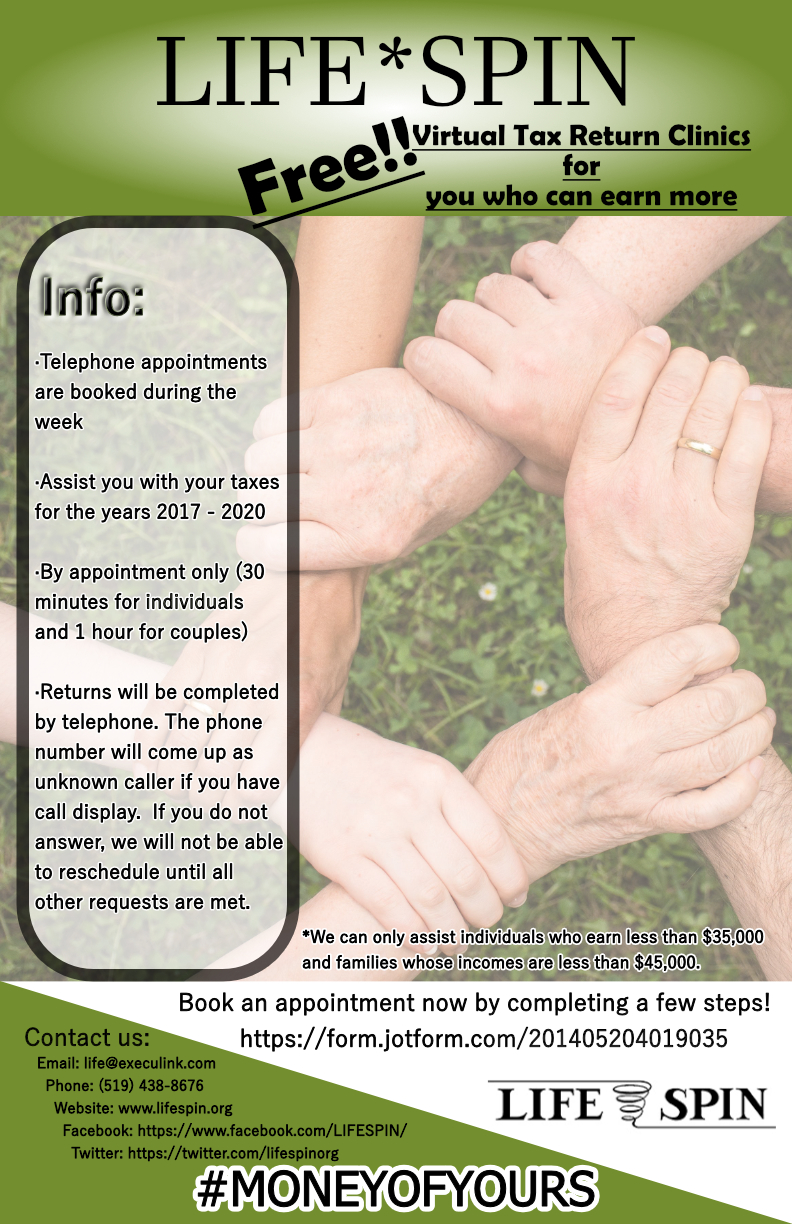 LIFE*SPIN
Free!!
Virtual Tax Return Clinics
for
you who can earn more
Info:
·Telephone appointments
are booked during the
week
·Assist you with your taxes
for the years 2017 - 2020
·By appointment only (30
minutes for individuals
and 1 hour for couples)
·Returns will be completed
by telephone. The phone
number will come up as
unknown caller if you have
call display.  If you do not
answer, we will not be able
to reschedule until all
other requests are met.
*We can only assist individuals who earn less than $35,000
and families whose incomes are less than $45,000.
Book an appointment now by completing a few steps!
https://form.jotform.com/201405204019035
Contact us:
Email: life@execulink.com
Phone: (519) 438-8676
Website: www.lifespin.org
Facebook: https://www.facebook.com/LIFESPIN/
Twitter: https://twitter.com/lifespinorg
LIFE SPIN
#MONEYOFYOURS